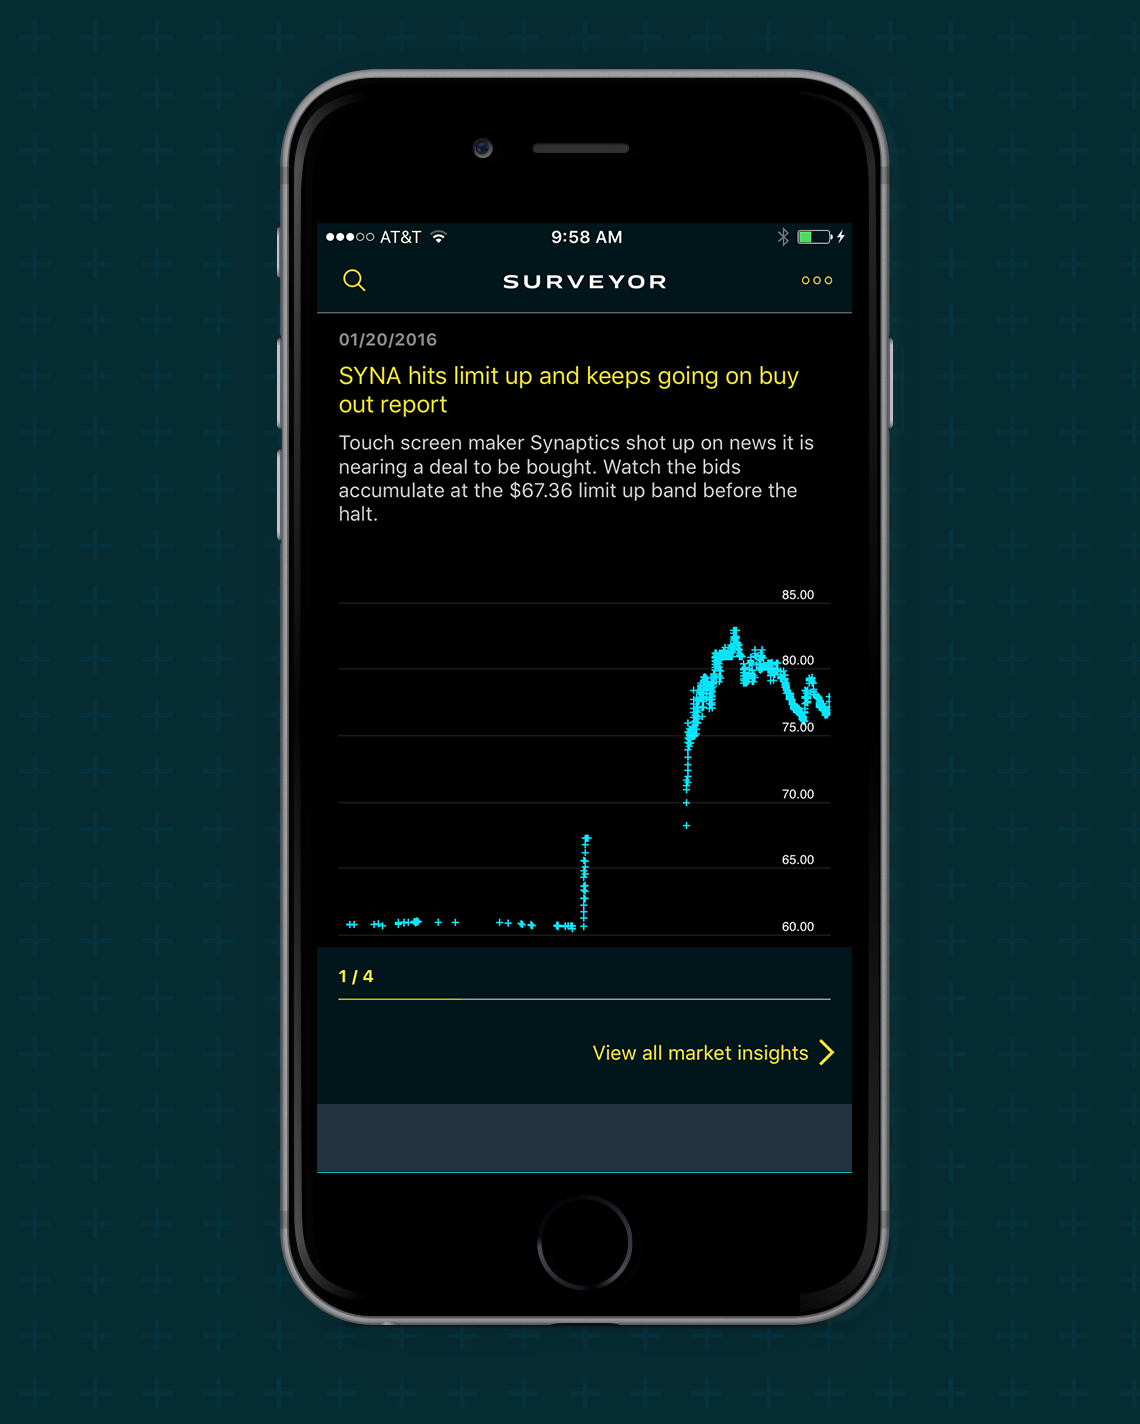 AT&T 9:58 AM
SURVEYOR
01/20/2016
SYNA hits limit up and keeps going on buy
out report
Touch screen maker Synaptics shot up on news it is
nearing a deal to be bought. Watch the bids
accumulate at the $67.36 limit up band before the
halt.
85.00
80.00
75.00
70.00
65.00
60.00
1 / 4
View all market insights